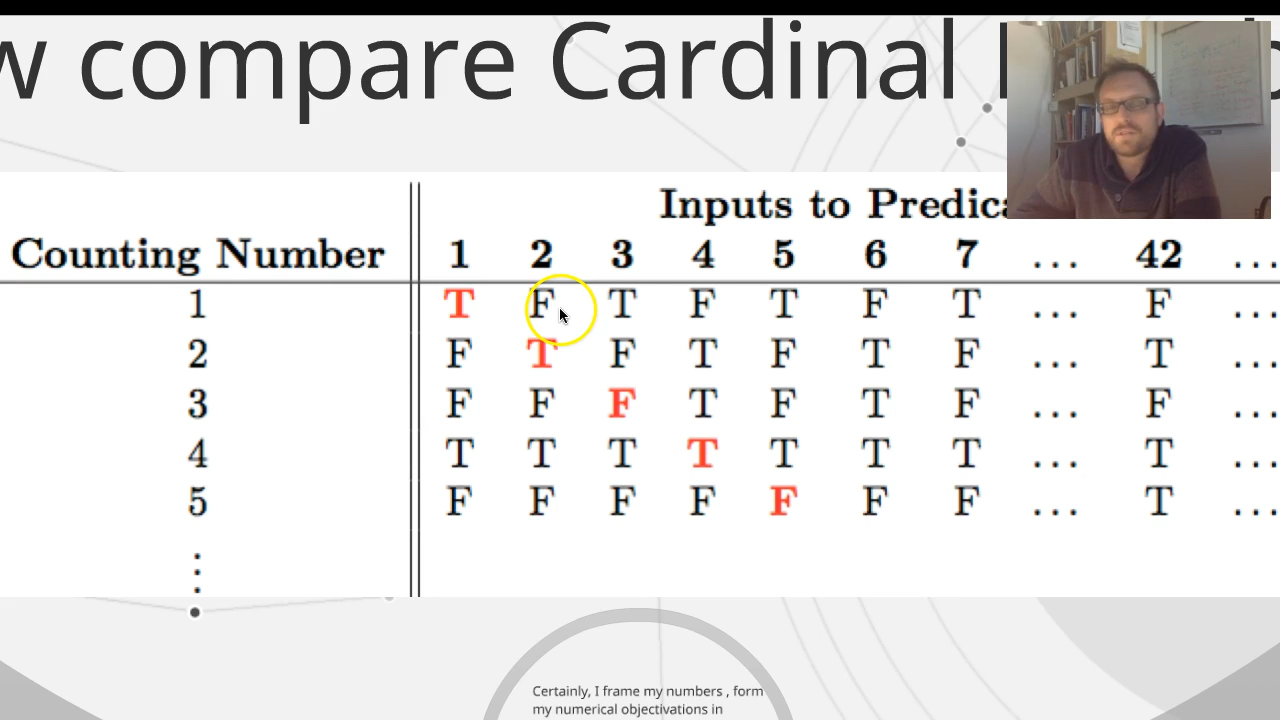 w compare Cardinal
Inputs to Predica
Counting Number 1 2 3 4 5 6 7 ... 42 ...
1 T F T F T F T ... F ...
2 F T F T F T F ... T ...
3 F F F T F T F ... F ...
4 T T T T T T T ... T ...
5 F F F F F F F ... T ...
⋮
Certainly, I frame my numbers , form
my numerical objectivations in